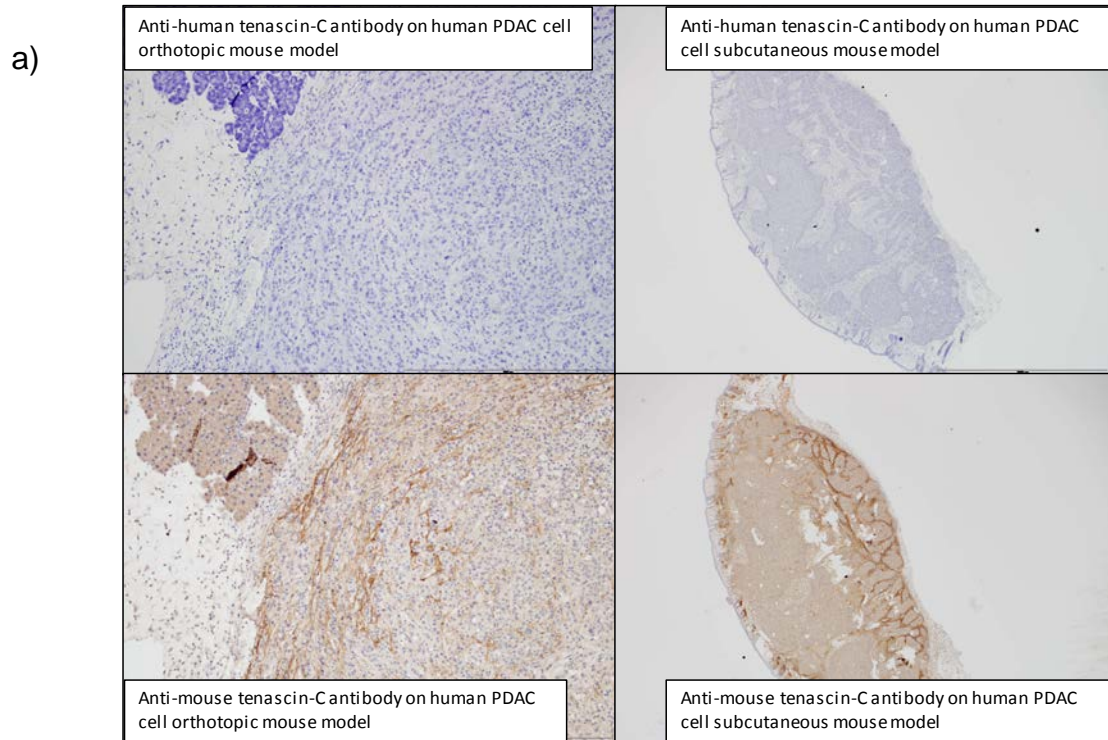 a)
Anti-human tenascin-C antibody on human PDAC cell
orthotopic mouse model
Anti-human tenascin-C antibody on human PDAC
cell subcutaneous mouse model
Anti-mouse tenascin-C antibody on human PDAC
cell orthotopic mouse model
Anti-mouse tenascin-C antibody on human PDAC
cell subcutaneous mouse model